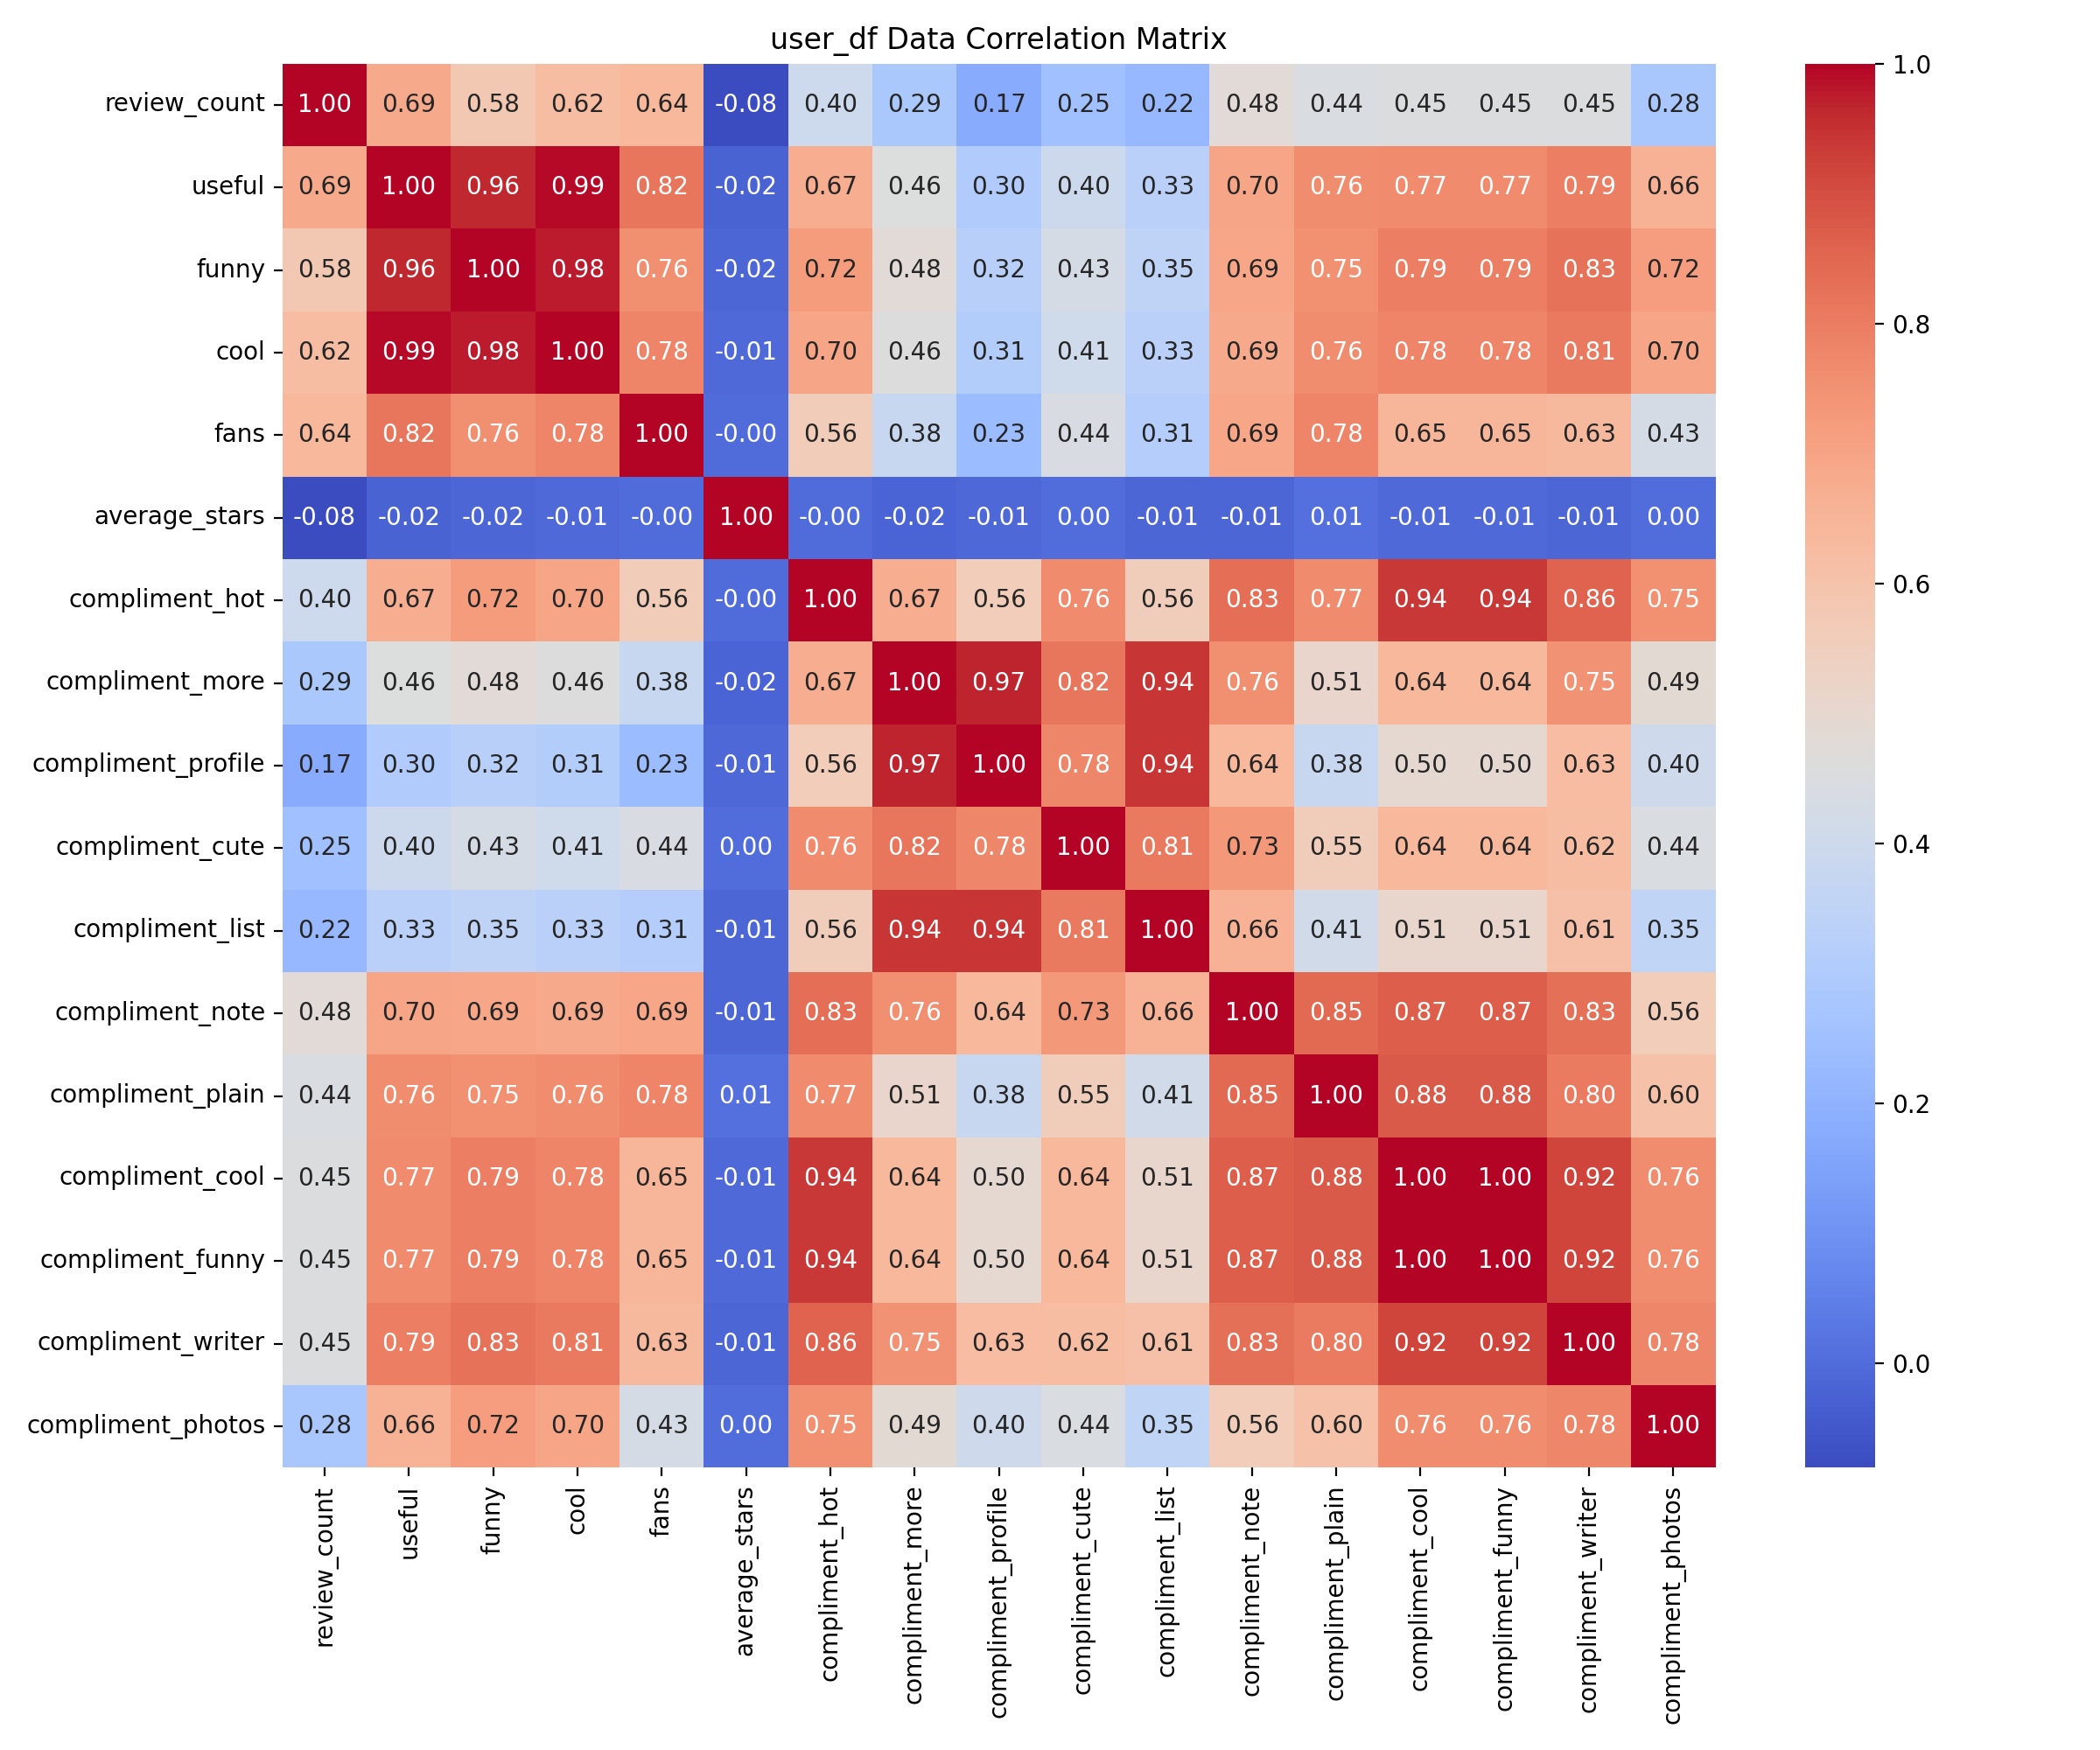 user_df Data Correlation Matrix
review_count 1.00 0.69 0.58 0.62 0.64 -0.08 0.40 0.29 0.17 0.25 0.22 0.48 0.44 0.45 0.45 0.45 0.28
useful 0.69 1.00 0.96 0.99 0.82 -0.02 0.67 0.46 0.30 0.40 0.33 0.70 0.76 0.77 0.77 0.79 0.66
funny 0.58 0.96 1.00 0.98 0.76 -0.02 0.72 0.48 0.32 0.43 0.35 0.69 0.75 0.79 0.79 0.83 0.72
cool 0.62 0.99 0.98 1.00 0.78 -0.01 0.70 0.46 0.31 0.41 0.33 0.69 0.76 0.78 0.78 0.81 0.70
fans 0.64 0.82 0.76 0.78 1.00 -0.00 0.56 0.38 0.23 0.44 0.31 0.69 0.78 0.65 0.65 0.63 0.43
average_stars -0.08 -0.02 -0.02 -0.01 -0.00 1.00 -0.00 -0.02 -0.01 0.00 -0.01 -0.01 0.01 -0.01 -0.01 -0.01 0.00
compliment_hot 0.40 0.67 0.72 0.70 0.56 -0.00 1.00 0.67 0.56 0.76 0.56 0.83 0.77 0.94 0.94 0.86 0.75
compliment_more 0.29 0.46 0.48 0.46 0.38 -0.02 0.67 1.00 0.97 0.82 0.94 0.76 0.51 0.64 0.64 0.75 0.49
compliment_profile 0.17 0.30 0.32 0.31 0.23 -0.01 0.56 0.97 1.00 0.78 0.94 0.64 0.38 0.50 0.50 0.63 0.40
compliment_cute 0.25 0.40 0.43 0.41 0.44 0.00 0.76 0.82 0.78 1.00 0.81 0.73 0.55 0.64 0.64 0.62 0.44
compliment_list 0.22 0.33 0.35 0.33 0.31 -0.01 0.56 0.94 0.94 0.81 1.00 0.66 0.41 0.51 0.51 0.61 0.35
compliment_note 0.48 0.70 0.69 0.69 0.69 -0.01 0.83 0.76 0.64 0.73 0.66 1.00 0.85 0.87 0.87 0.83 0.56
compliment_plain 0.44 0.76 0.75 0.76 0.78 0.01 0.77 0.51 0.38 0.55 0.41 0.85 1.00 0.88 0.88 0.80 0.60
compliment_cool 0.45 0.77 0.79 0.78 0.65 -0.01 0.94 0.64 0.50 0.64 0.51 0.87 0.88 1.00 1.00 0.92 0.76
compliment_funny 0.45 0.77 0.79 0.78 0.65 -0.01 0.94 0.64 0.50 0.64 0.51 0.87 0.88 1.00 1.00 0.92 0.76
compliment_writer 0.45 0.79 0.83 0.81 0.63 -0.01 0.86 0.75 0.63 0.62 0.61 0.83 0.80 0.92 0.92 1.00 0.78
compliment_photos 0.28 0.66 0.72 0.70 0.43 0.00 0.75 0.49 0.40 0.44 0.35 0.56 0.60 0.76 0.76 0.78 1.00
review_count
useful
funny
cool
fans
average_stars
compliment_hot
compliment_more
compliment_profile
compliment_cute
compliment_list
compliment_note
compliment_plain
compliment_cool
compliment_funny
compliment_writer
compliment_photos
1.0
0.8
0.6
0.4
0.2
0.0